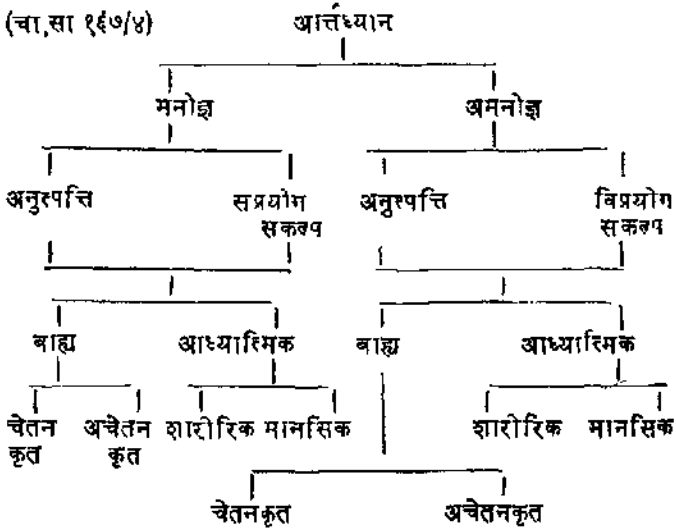 (चा.सा १६७/४) आर्त्तध्यान
मनोज्ञ अमनोज्ञ
अनुत्पत्ति सप्रयोग अनुत्पत्ति विप्रयोग
सकल्प सकल्प
बाह्य आध्यात्मिक बाह्य आध्यात्मिक
चेतन अचेतन शारीरिक मानसिक शारीरिक मानसिक
कृत कृत
चेतनकृत अचेतनकृत